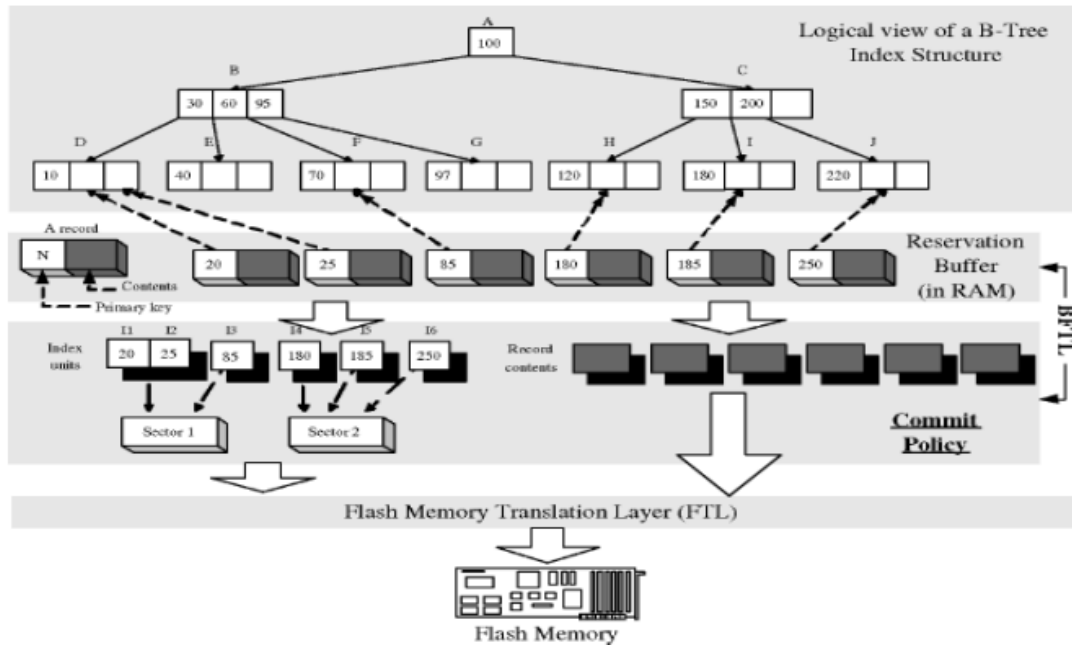 A
100
Logical view of a B-Tree
Index Structure
B
C
30 60 95
150 200
D E F G H I J
10 40 70 97 120 180 220
A record
N
Contents
Primary key
20 25 85 180 185 250
Reservation
Buffer
(in RAM)
BFTL
I1 I2 I3 I4 I5 I6
Index
units
20 25 85 180 185 250
Record
contents
Sector 1 Sector 2
Commit
Policy
Flash Memory Translation Layer (FTL)
Flash Memory